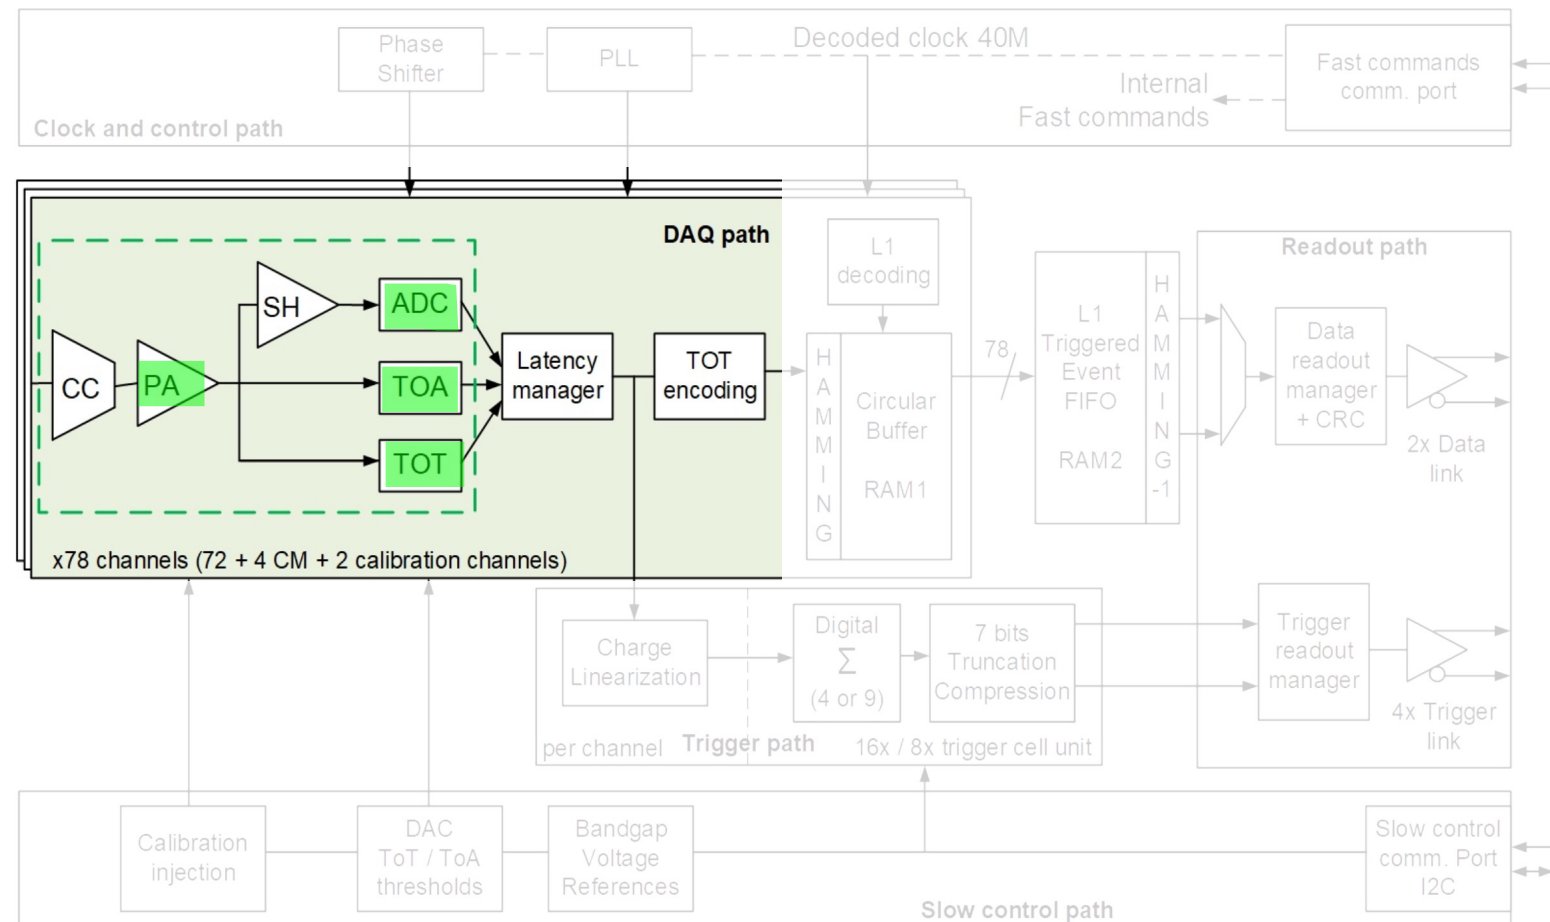 Phase
Shifter
PLL
Decoded clock 40M
Fast commands
comm. port
Internal
Fast commands
Clock and control path
DAQ path
SH
ADC
CC
PA
TOA
TOT
Latency
manager
TOT
encoding
x78 channels (72 + 4 CM + 2 calibration channels)
L1
decoding
H
A
M
M
I
N
G
Circular
Buffer
RAM1
78
L1
Triggered
Event
FIFO
RAM2
H
A
M
M
I
N
G
-1
Readout path
Data
readout
manager
+ CRC
2x Data
link
Charge
Linearization
per channel
Trigger path
Digital
Σ
(4 or 9)
7 bits
Truncation
Compression
16x / 8x trigger cell unit
Trigger
readout
manager
4x Trigger
link
Calibration
injection
DAC
ToT / ToA
thresholds
Bandgap
Voltage
References
Slow control
comm. Port
I2C
Slow control path